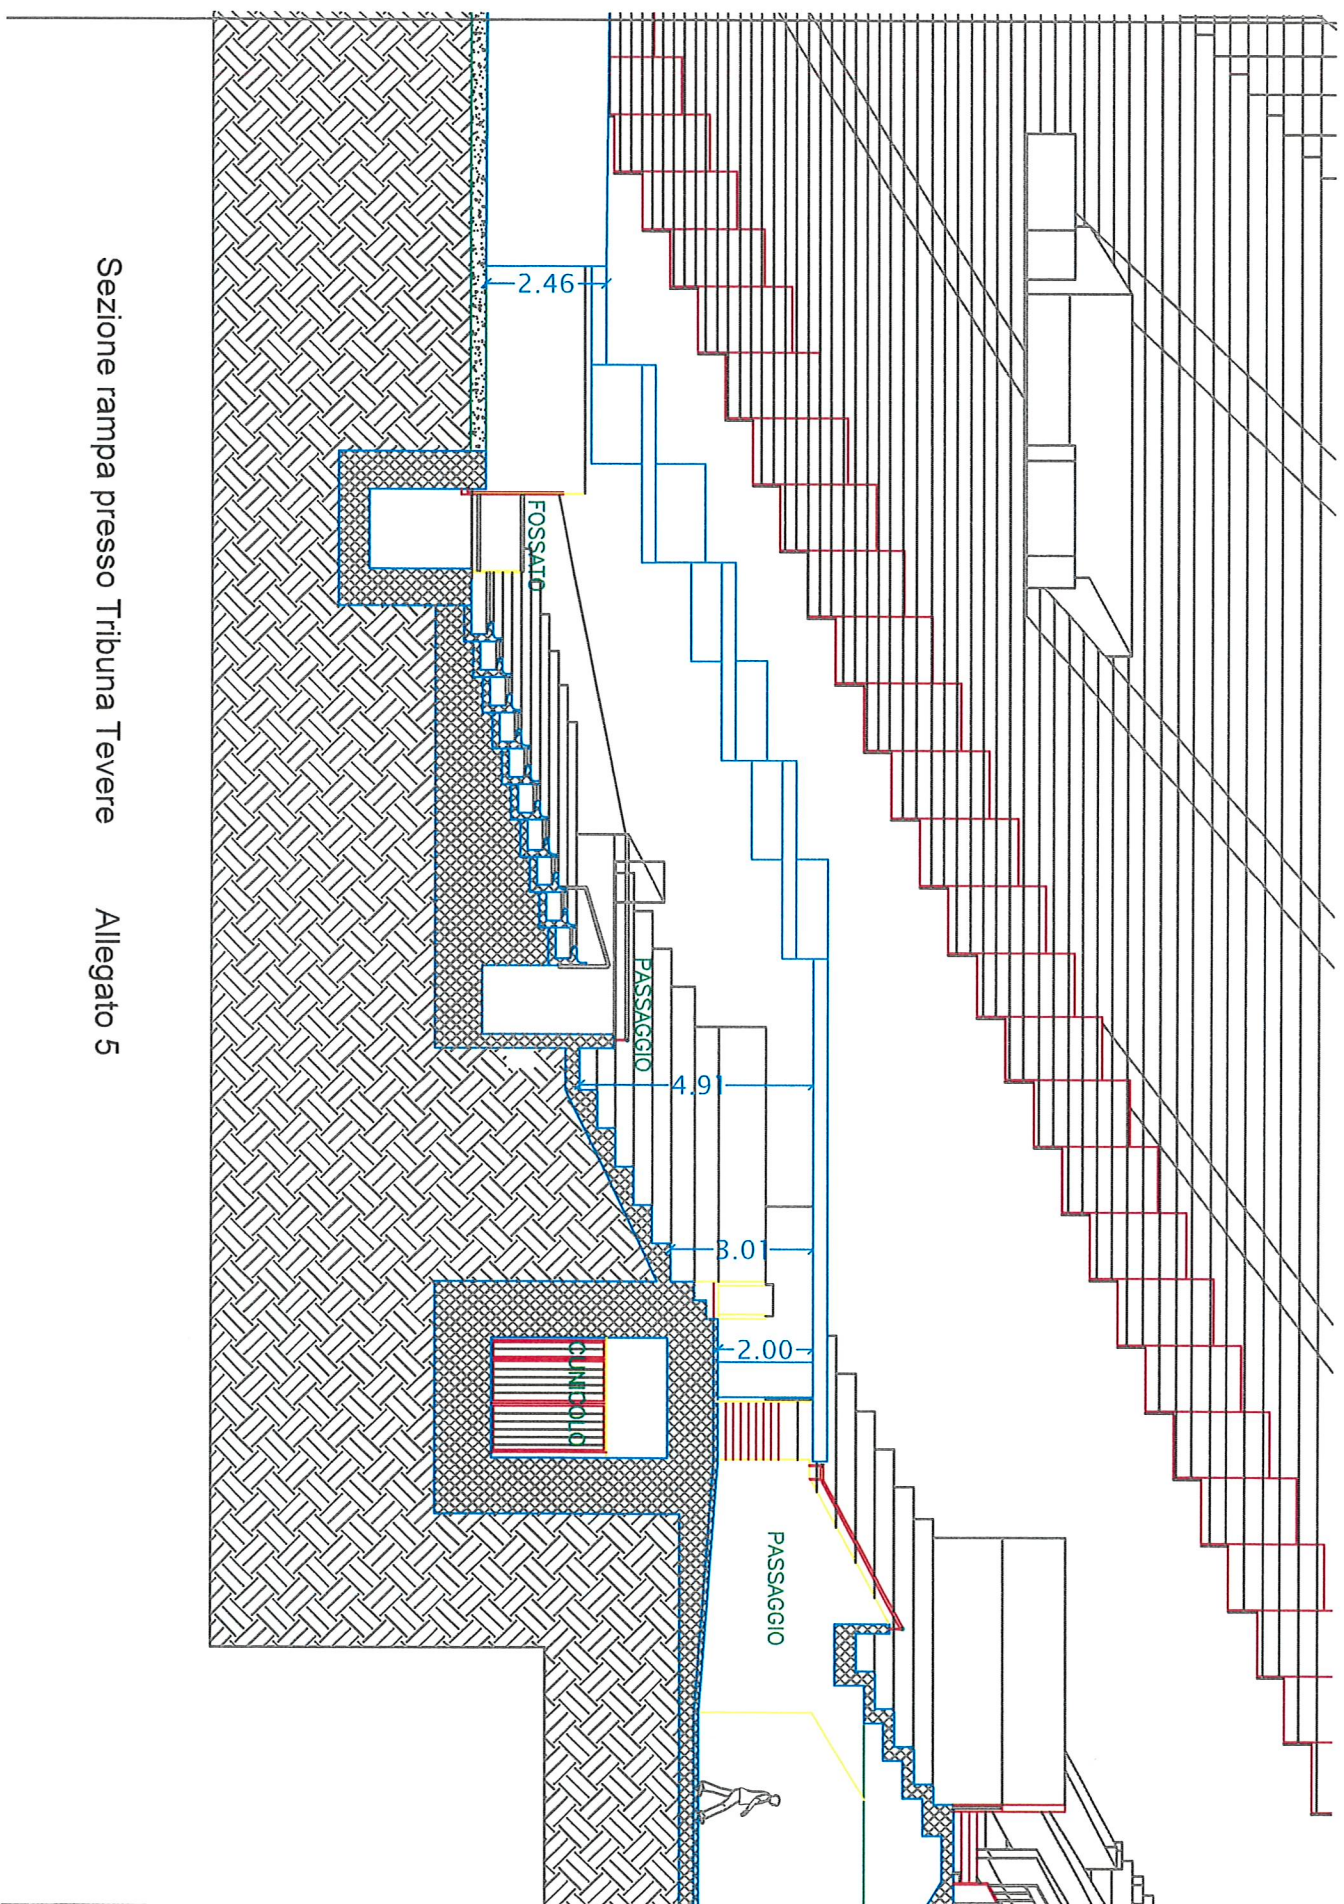 2.46
FOSSATO
PASSAGGIO
4.91
3.01
2.00
CUNICOLO
PASSAGGIO
Sezione rampa presso Tribuna Tevere Allegato 5